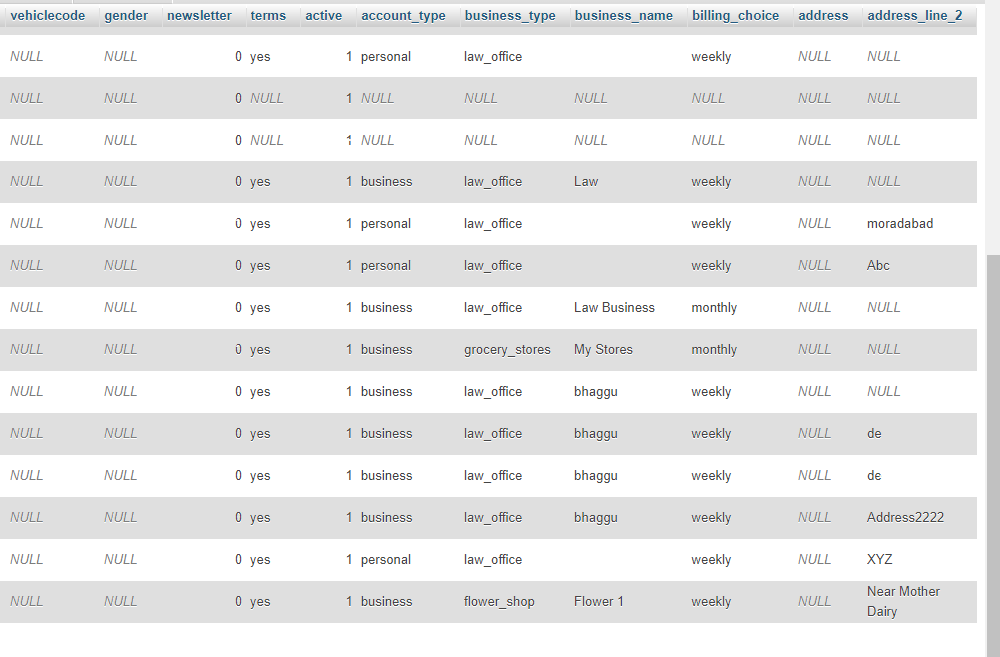 vehiclecode gender newsletter terms active account_type business_type business_name billing_choice address address_line_2
NULL NULL 0 yes 1 personal law_office weekly NULL NULL
NULL NULL 0 NULL 1 NULL NULL NULL NULL NULL NULL
NULL NULL 0 NULL 1 NULL NULL NULL NULL NULL NULL
NULL NULL 0 yes 1 business law_office Law weekly NULL NULL
NULL NULL 0 yes 1 personal law_office weekly NULL moradabad
NULL NULL 0 yes 1 personal law_office weekly NULL Abc
NULL NULL 0 yes 1 business law_office Law Business monthly NULL NULL
NULL NULL 0 yes 1 business grocery_stores My Stores monthly NULL NULL
NULL NULL 0 yes 1 business law_office bhaggu weekly NULL NULL
NULL NULL 0 yes 1 business law_office bhaggu weekly NULL de
NULL NULL 0 yes 1 business law_office bhaggu weekly NULL de
NULL NULL 0 yes 1 business law_office bhaggu weekly NULL Address2222
NULL NULL 0 yes 1 personal law_office weekly NULL XYZ
NULL NULL 0 yes 1 business flower_shop Flower 1 weekly NULL Near Mother
Dairy